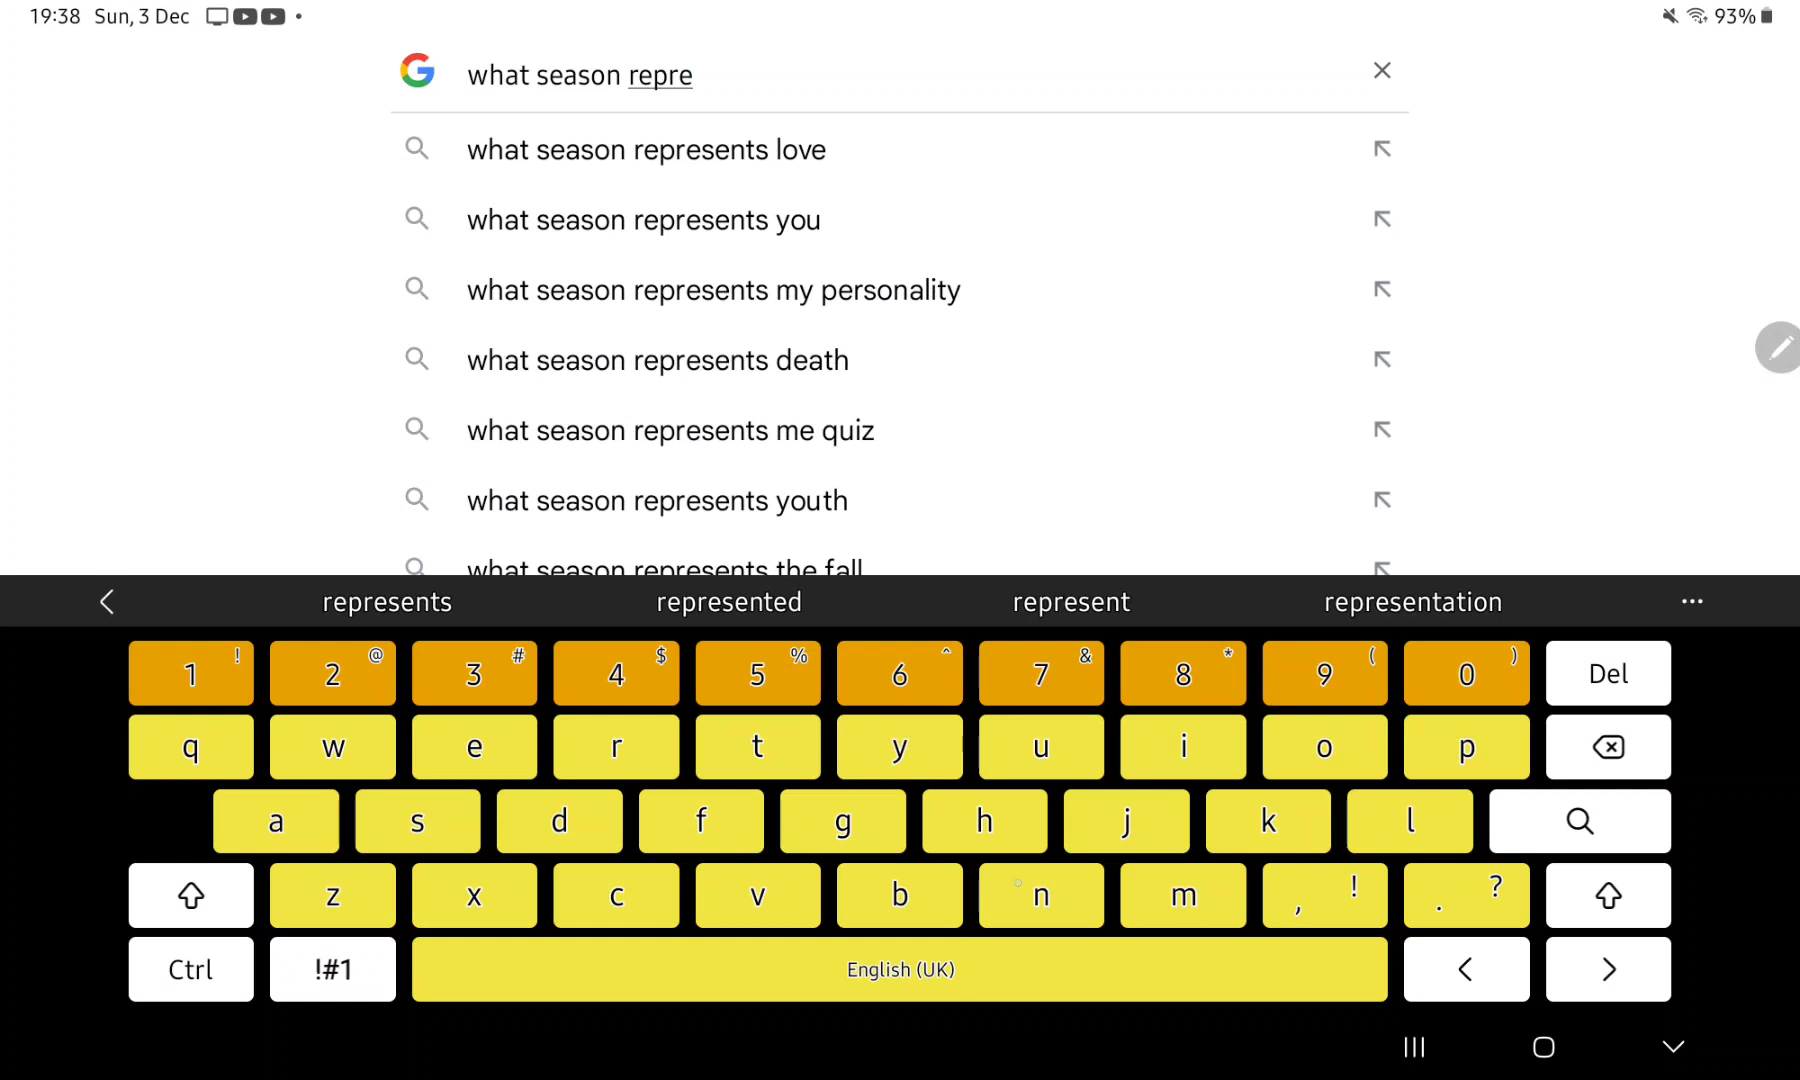 19:38 Sun, 3 Dec
93%
what season repre
what season represents love
what season represents you
what season represents my personality
what season represents death
what season represents me quiz
what season represents youth
what season represents the fall
represents represented represent representation
1 ! 2 @ 3 # 4 $ 5 % 6 ^ 7 & 8 * 9 ( 0 ) Del
q w e r t y u i o p
a s d f g h j k l
z x c v b n m , ! . ?
Ctrl !#1 English (UK) < >